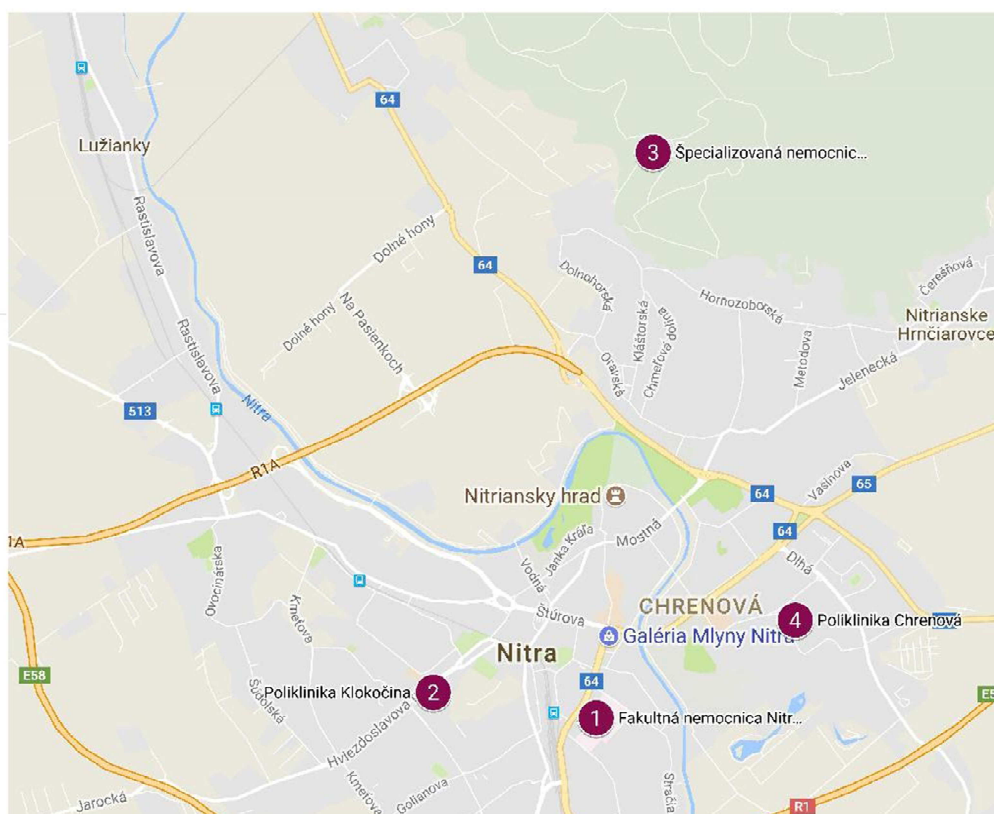 64
Lužianky
3
Špecializovaná nemocnic...
Rastislavova
Dolné hony
64
Dolnohorská
Čerešňová
Hornozoborská
Kláštorská
Chmeľová dolina
Nitrianske
Hrnčiarovce
Na Pasienkoch
Dolné hony
Rastislavova
Oravská
Metodova
Jelenecká
513
Nitra
R1A
Vašinova
65
64
Nitriansky hrad
1A
Mostná
64
Janka Kráľa
Vodná
Dlhá
Ovocinárska
Kmeťova
Štúrova
CHRENOVÁ
4
Poliklinika Chrenová
Galéria Mlyny Nitra
Nitra
E58
Šúdolská
Poliklinika Klokočina
2
64
1
Fakultná nemocnica Nitr...
E5
Hviezdoslavova
Kmeťova
Golianova
Jarocká
Štračia
R1